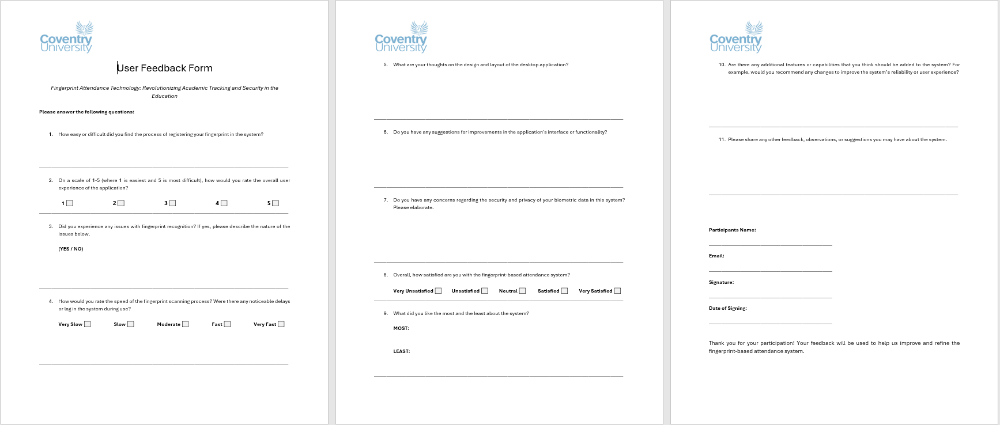 Coventry
University
User Feedback Form
Fingerprint Attendance Technology: Revolutionizing Academic Tracking and Security in the
Education
Please answer the following questions:
1. How easy or difficult did you find the process of registering your fingerprint in the system?
2. On a scale of 1-5 (where 1 is easiest and 5 is most difficult), how would you rate the overall user
experience of the application?
1 2 3 4 5
3. Did you experience any issues with fingerprint recognition? If yes, please describe the nature of the
issues below.
(YES / NO)
4. How would you rate the speed of the fingerprint scanning process? Were there any noticeable delays
or lag in the system during use?
Very Slow Slow Moderate Fast Very Fast
Coventry
University
5. What are your thoughts on the design and layout of the desktop application?
6. Do you have any suggestions for improvements in the application's interface or functionality?
7. Do you have any concerns regarding the security and privacy of your biometric data in this system?
Please elaborate.
8. Overall, how satisfied are you with the fingerprint-based attendance system?
Very Unsatisfied Unsatisfied Neutral Satisfied Very Satisfied
9. What did you like the most and the least about the system?
MOST:
LEAST:
Coventry
University
10. Are there any additional features or capabilities that you think should be added to the system? For
example, would you recommend any changes to improve the system's reliability or user experience?
11. Please share any other feedback, observations, or suggestions you may have about the system.
Participants Name:
Email:
Signature:
Date of Signing:
Thank you for your participation! Your feedback will be used to help us improve and refine the
fingerprint-based attendance system.